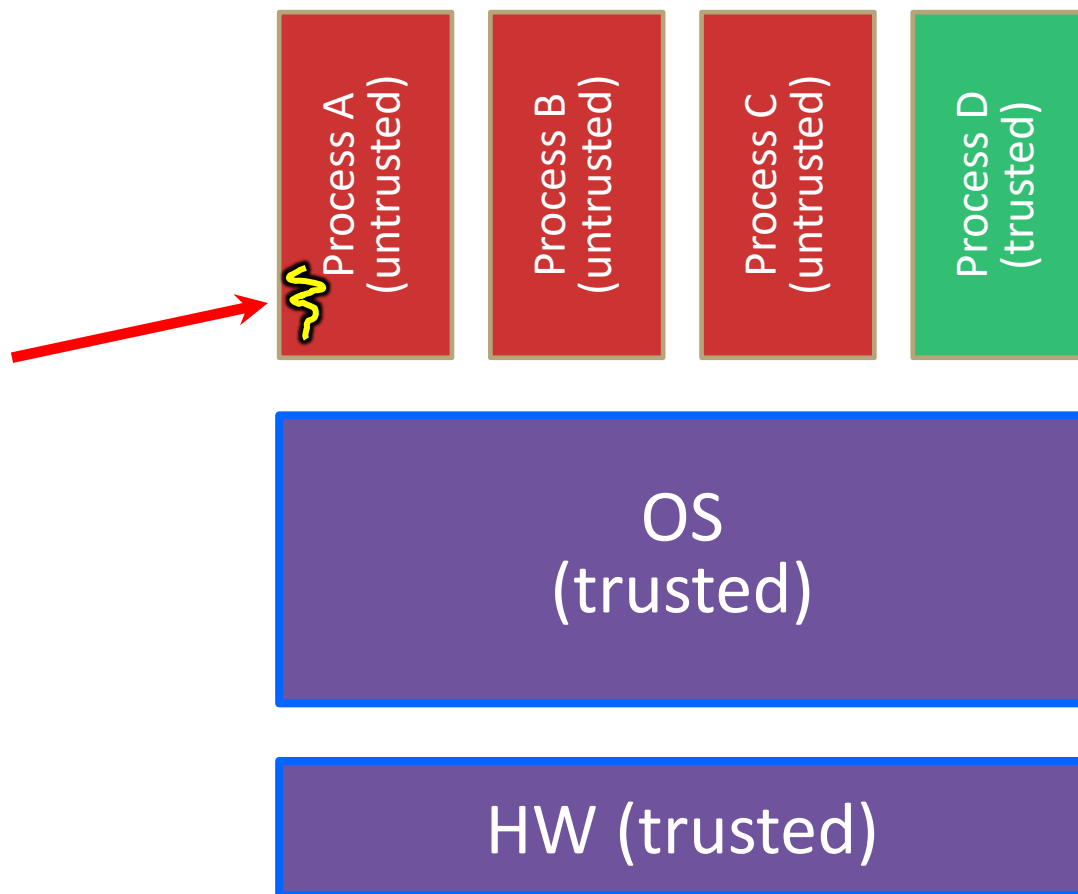 Process A
(untrusted)
Process B
(untrusted)
Process C
(untrusted)
Process D
(trusted)
OS
(trusted)
HW (trusted)